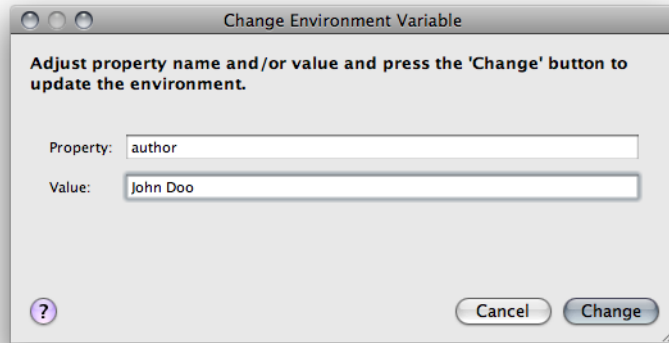 Change Environment Variable
Adjust property name and/or value and press the 'Change' button to
update the environment.
Property: author
Value: John Doo
? Cancel Change